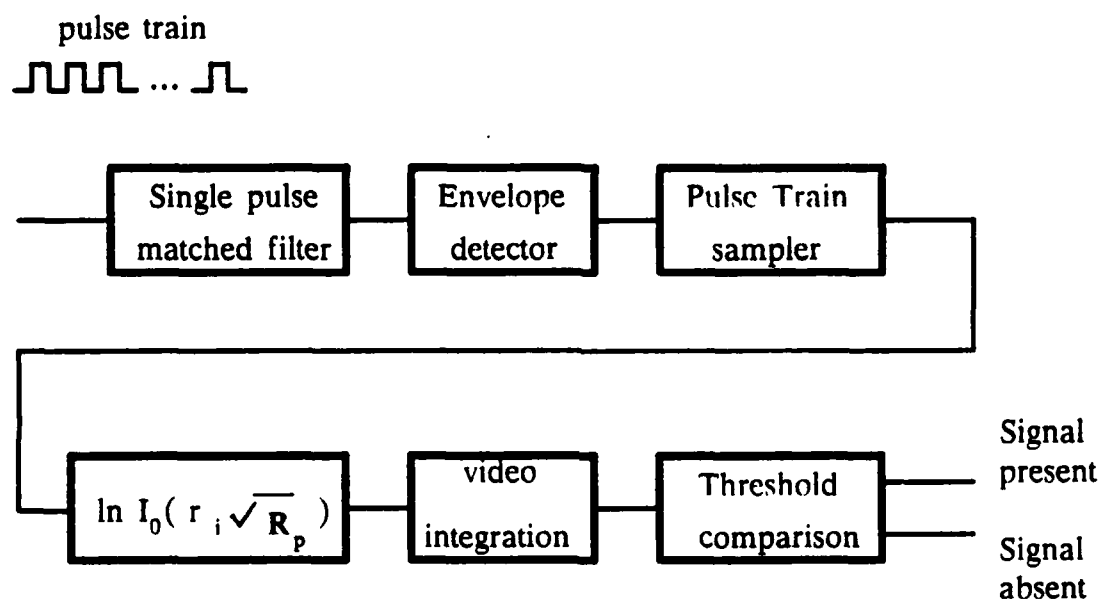 pulse train
...
Single pulse
matched filter
Envelope
detector
Pulse Train
sampler
ln I₀( r ᵢ √R̅ₚ )
video
integration
Threshold
comparison
Signal
present
Signal
absent